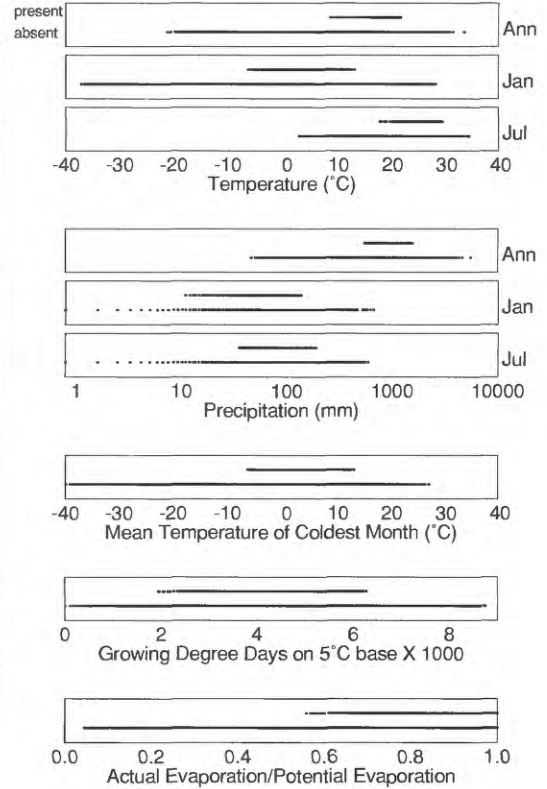 present
absent
Ann
Jan
Jul
-40 -30 -20 -10 0 10 20 30 40
Temperature (˚C)
Ann
Jan
Jul
1 10 100 1000 10000
Precipitation (mm)
-40 -30 -20 -10 0 10 20 30 40
Mean Temperature of Coldest Month (˚C)
0 2 4 6 8
Growing Degree Days on 5˚C base X 1000
0.0 0.2 0.4 0.6 0.8 1.0
Actual Evaporation/Potential Evaporation